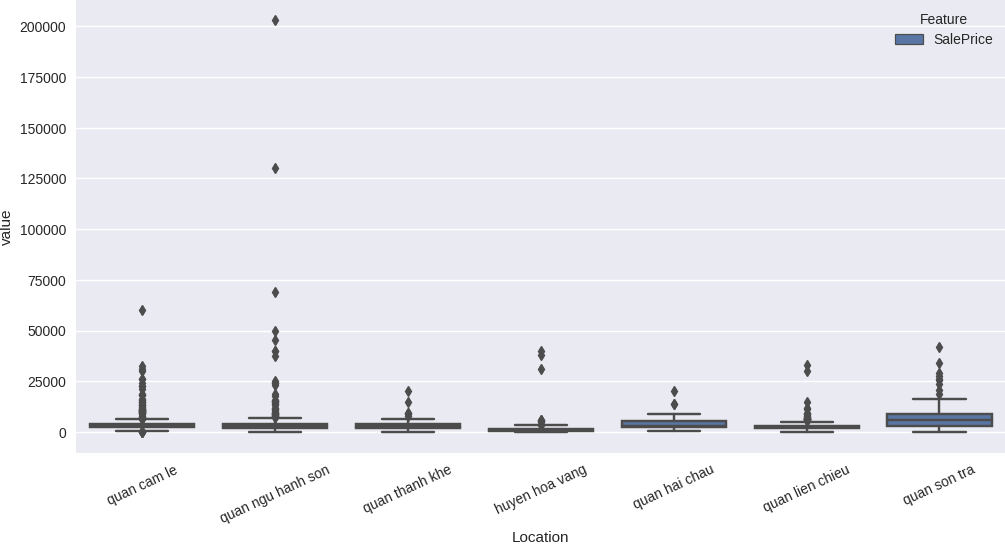 Feature
SalePrice
200000
175000
150000
125000
100000
75000
50000
25000
0
value
quan cam le
quan ngu hanh son
quan thanh khe
huyen hoa vang
quan hai chau
quan lien chieu
quan son tra
Location